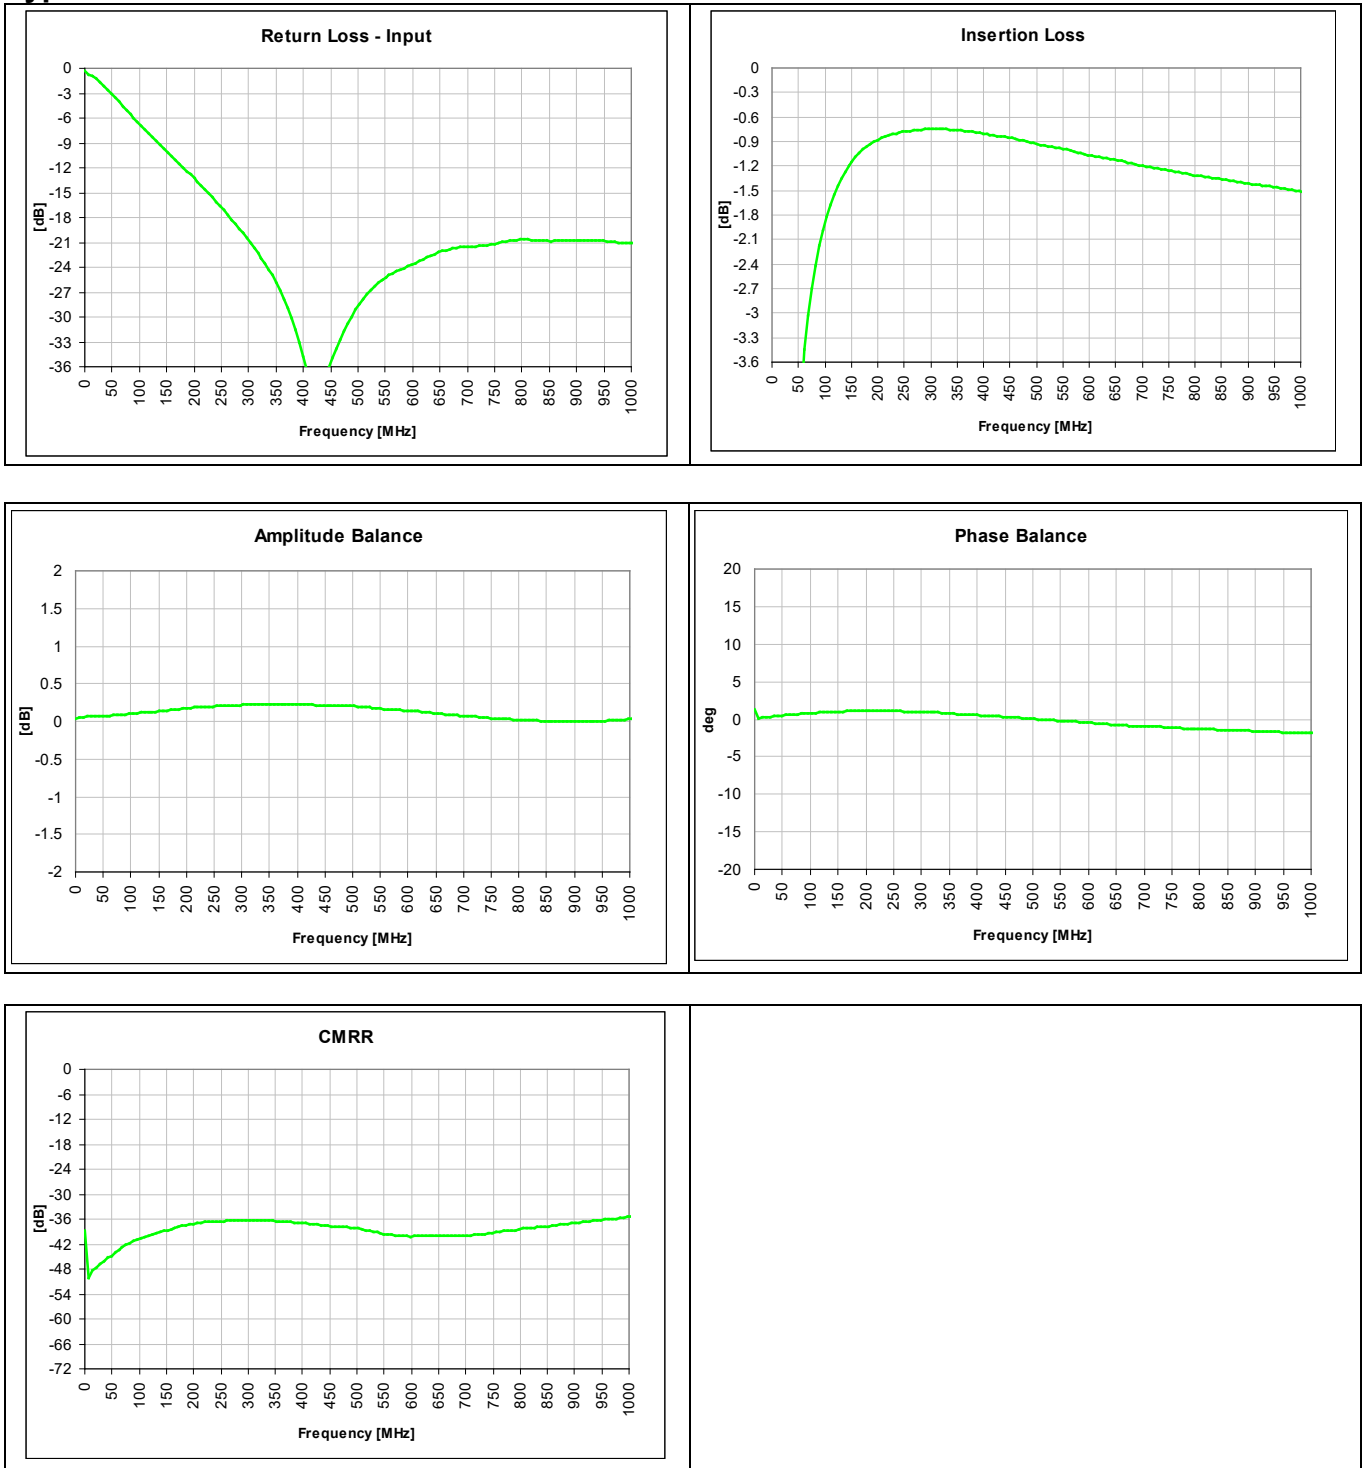 Return Loss - Input
0
-3
-6
-9
-12
-15
-18
-21
-24
-27
-30
-33
-36
[dB]
0 50 100 150 200 250 300 350 400 450 500 550 600 650 700 750 800 850 900 950 1000
Frequency [MHz]
Insertion Loss
0
-0.3
-0.6
-0.9
-1.2
-1.5
-1.8
-2.1
-2.4
-2.7
-3
-3.3
-3.6
[dB]
0 50 100 150 200 250 300 350 400 450 500 550 600 650 700 750 800 850 900 950 1000
Frequency [MHz]
Amplitude Balance
2
1.5
1
0.5
0
-0.5
-1
-1.5
-2
[dB]
0 50 100 150 200 250 300 350 400 450 500 550 600 650 700 750 800 850 900 950 1000
Frequency [MHz]
Phase Balance
20
15
10
5
0
-5
-10
-15
-20
deg
0 50 100 150 200 250 300 350 400 450 500 550 600 650 700 750 800 850 900 950 1000
Frequency [MHz]
CMRR
0
-6
-12
-18
-24
-30
-36
-42
-48
-54
-60
-66
-72
[dB]
0 50 100 150 200 250 300 350 400 450 500 550 600 650 700 750 800 850 900 950 1000
Frequency [MHz]